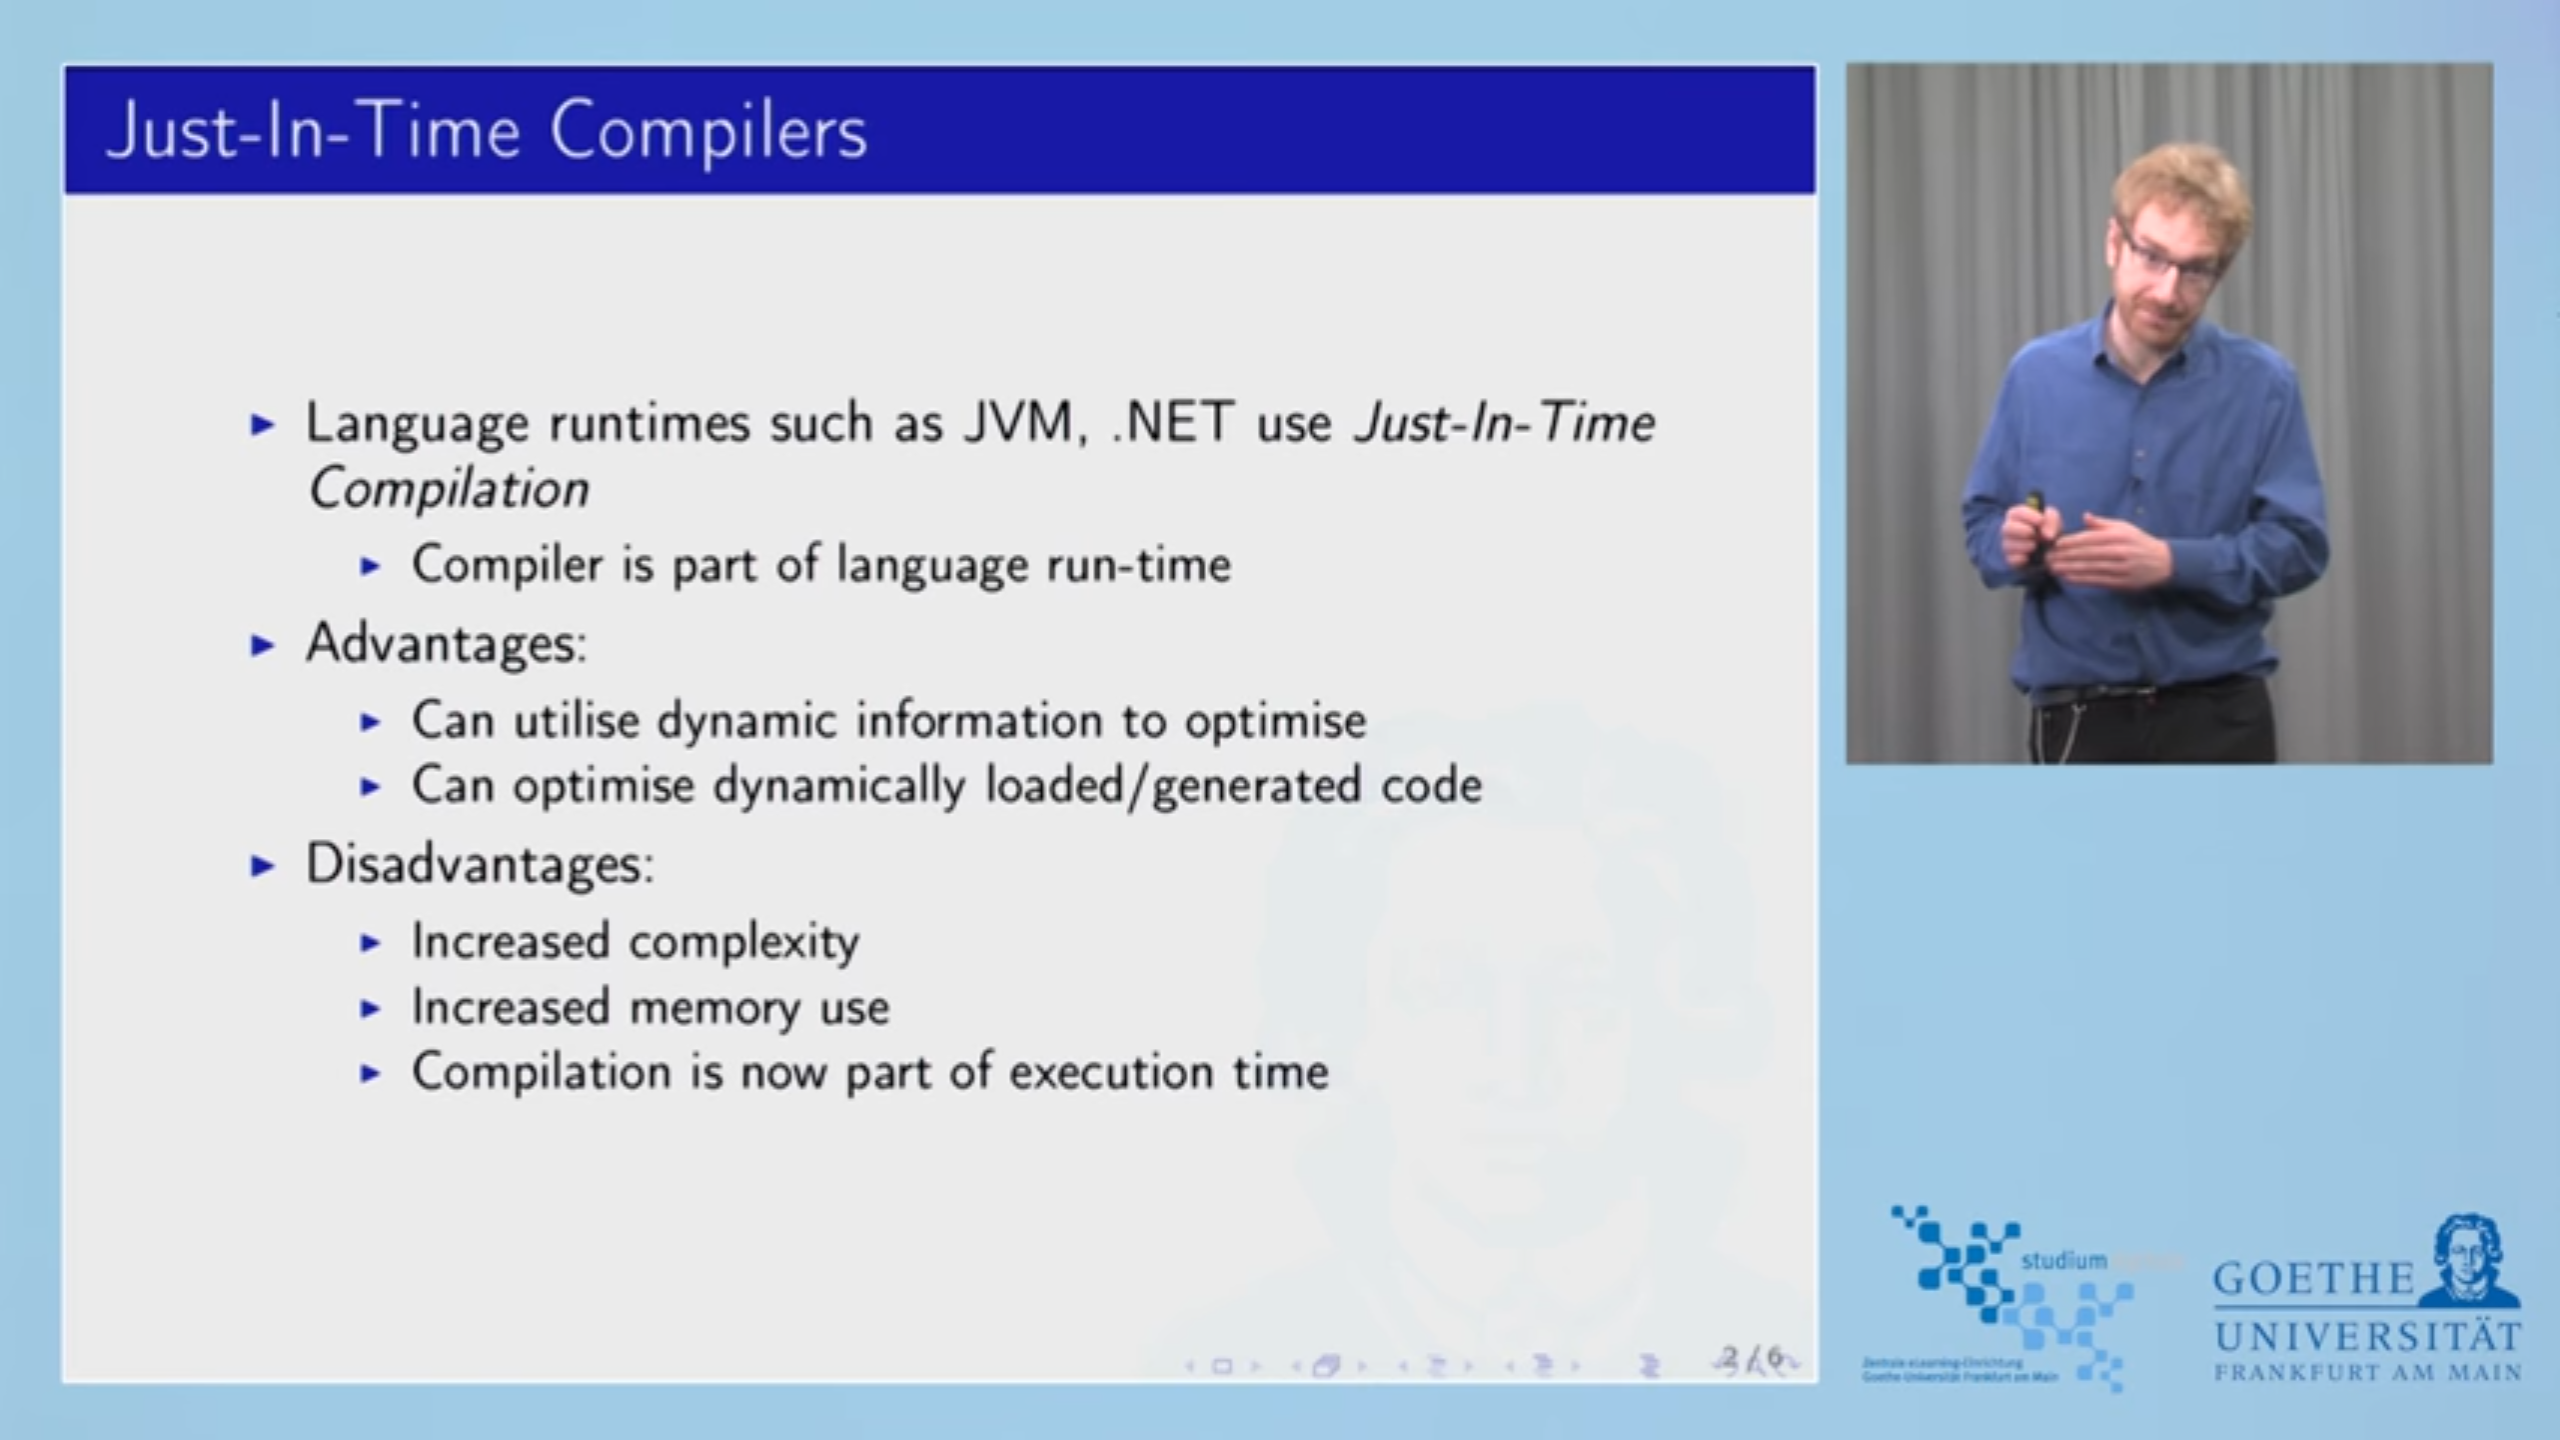 Just-In-Time Compilers
Language runtimes such as JVM, .NET use Just-In-Time
Compilation
Compiler is part of language run-time
Advantages:
Can utilise dynamic information to optimise
Can optimise dynamically loaded/generated code
Disadvantages:
Increased complexity
Increased memory use
Compilation is now part of execution time
studium
Zentrale eLearning-Einrichtung
Goethe-Universität Frankfurt am Main
GOETHE
UNIVERSITÄT
FRANKFURT AM MAIN